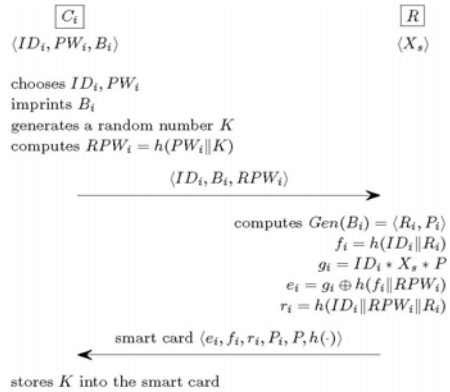 C_i R
⟨ID_i, PW_i, B_i⟩ ⟨X_s⟩
chooses ID_i, PW_i
imprints B_i
generates a random number K
computes RPW_i = h(PW_i‖K)
⟨ID_i, B_i, RPW_i⟩
computes Gen(B_i) = ⟨R_i, P_i⟩
f_i = h(ID_i‖R_i)
g_i = ID_i * X_s * P
e_i = g_i ⊕ h(f_i‖RPW_i)
r_i = h(ID_i‖RPW_i‖R_i)
smart card ⟨e_i, f_i, r_i, P_i, P, h(·)⟩
stores K into the smart card